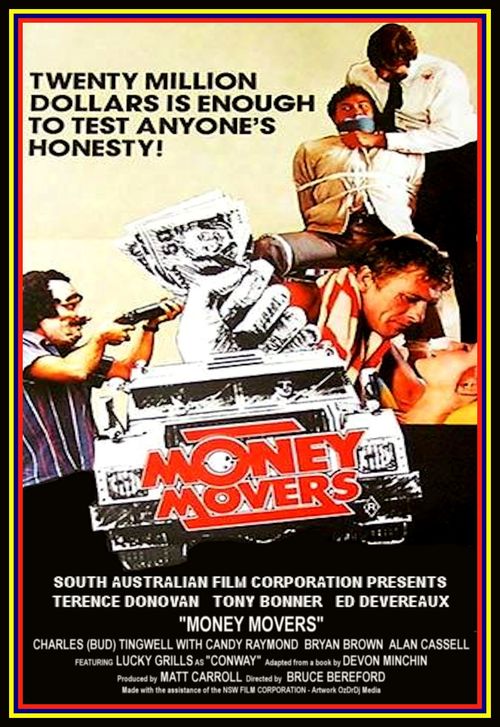 TWENTY MILLION
DOLLARS IS ENOUGH
TO TEST ANYONE'S
HONESTY!
50
MONEY
MOVERS
R
SOUTH AUSTRALIAN FILM CORPORATION PRESENTS
TERENCE DONOVAN TONY BONNER ED DEVEREAUX
"MONEY MOVERS"
CHARLES (BUD) TINGWELL WITH CANDY RAYMOND BRYAN BROWN ALAN CASSELL
FEATURING LUCKY GRILLS AS "CONWAY" Adapted from a book by DEVON MINCHIN
Produced by MATT CARROLL Directed by BRUCE BEREFORD
Made with the assistance of the NSW FILM CORPORATION - Artwork OzDrDj Media